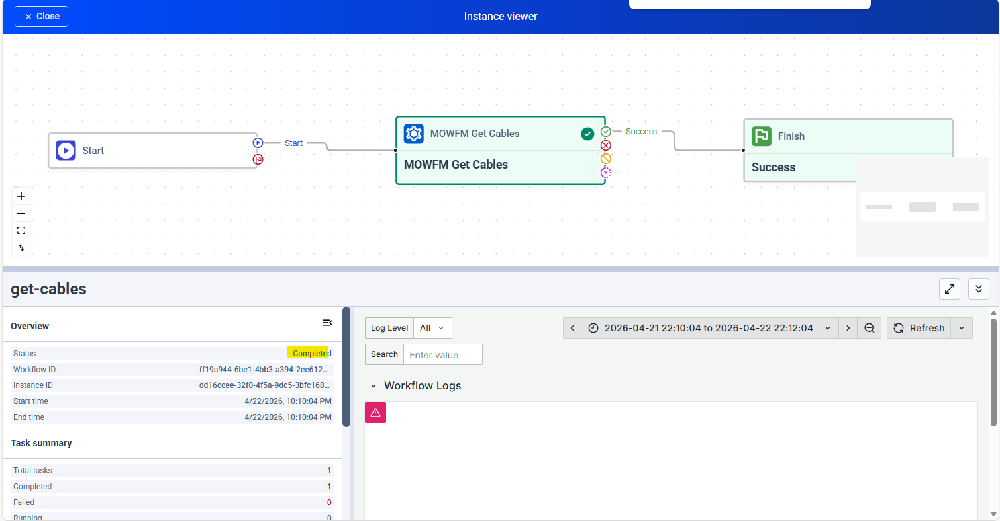 Close
Instance viewer
Start
Start
MOWFM Get Cables
MOWFM Get Cables
Success
Finish
Success
get-cables
Overview
Status Completed
Workflow ID ff19a944-6be1-4bb3-a394-2ee612...
Instance ID dd16ccee-32f0-4f5a-9dc5-3bfc168...
Start time 4/22/2026, 10:10:04 PM
End time 4/22/2026, 10:10:04 PM
Task summary
Total tasks 1
Completed 1
Failed 0
Running 0
Log Level All
2026-04-21 22:10:04 to 2026-04-22 22:12:04
Refresh
Search Enter value
Workflow Logs